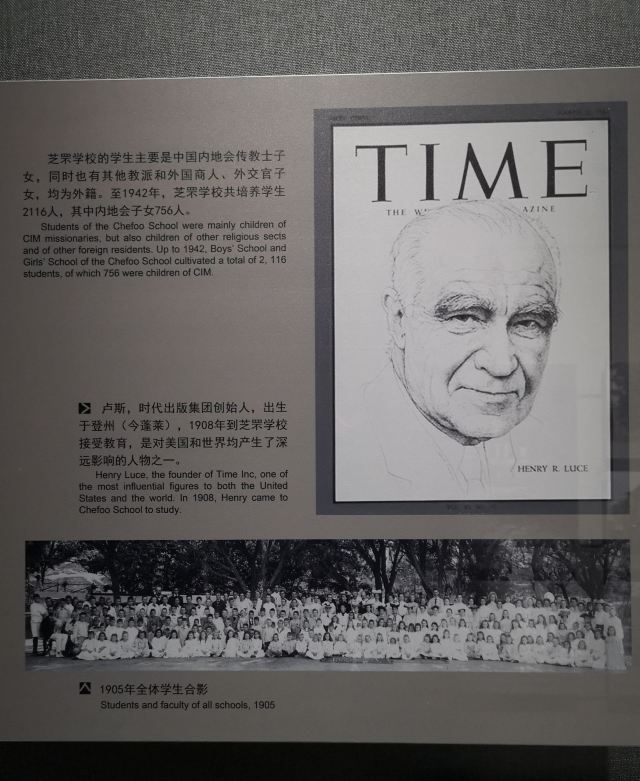 芝罘学校的学生主要是中国内地会传教士子
女，同时也有其他教派和外国商人、外交官子
女，均为外籍。至1942年，芝罘学校共培养学生
2116人，其中内地会子女756人。
Students of the Chefoo School were mainly children of
CIM missionaries, but also children of other religious sects
and of other foreign residents. Up to 1942, Boys' School and
Girls' School of the Chefoo School cultivated a total of 2, 116
students, of which 756 were children of CIM.
TIME
THE
AZINE
HENRY R. LUCE
卢斯，时代出版集团创始人，出生
于登州（今蓬莱），1908年到芝罘学校
接受教育，是对美国和世界均产生了深
远影响的人物之一。
Henry Luce, the founder of Time Inc, one of
the most influential figures to both the United
States and the world. In 1908, Henry came to
Chefoo School to study.
1905年全体学生合影
Students and faculty of all schools, 1905